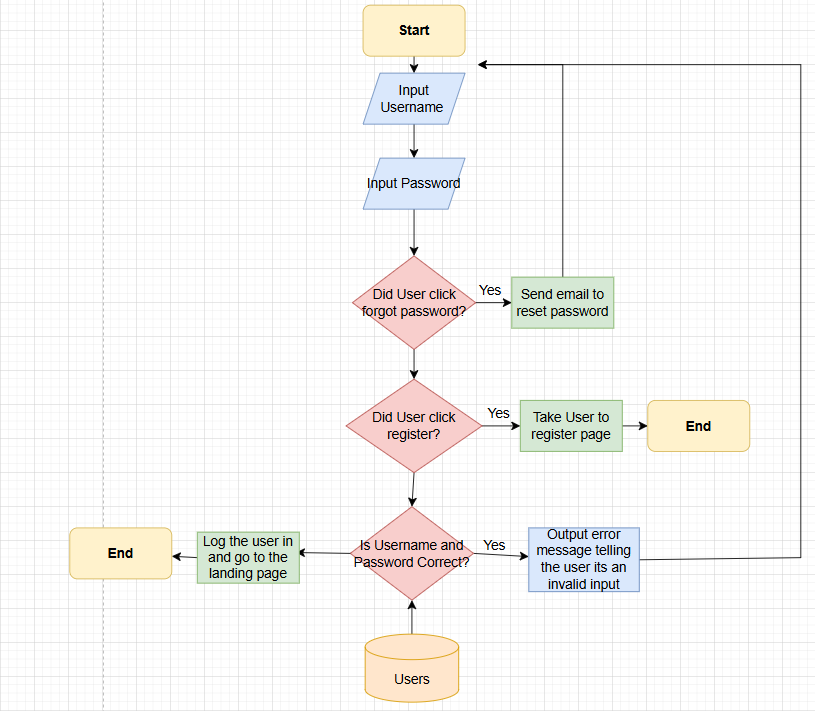 Start
Input
Username
Input Password
Did User click
forgot password?
Yes
Send email to
reset password
Did User click
register?
Yes
Take User to
register page
End
Is Username and
Password Correct?
Yes
Output error
message telling
the user its an
invalid input
Log the user in
and go to the
landing page
End
Users